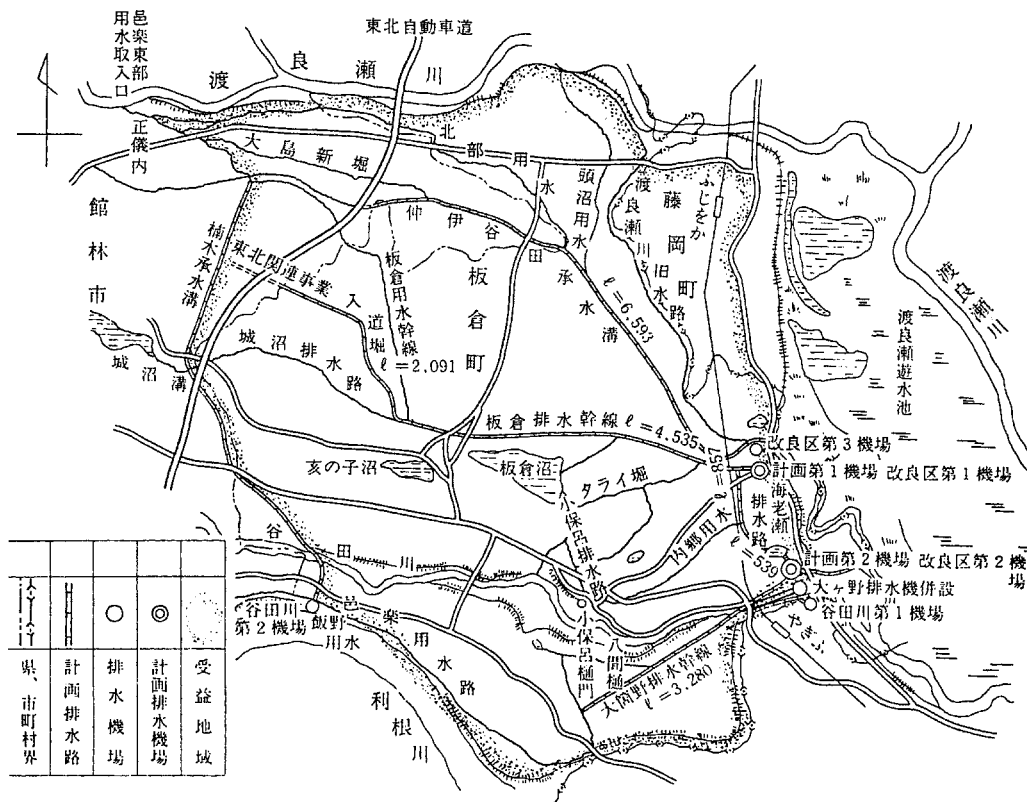 邑楽東部
用水取入口
東北自動車道
渡良瀬川
正儀内
大島新堀
北部用水
頭沼用水
渡良瀬川旧水路
藤岡町
ふじをか
館林市
楠木承水溝
東北関連事業
仲伊谷田承水溝
ℓ=6.593
板倉用水幹線
入道堀
ℓ=2.091
板倉町
渡良瀬川
渡良瀬遊水池
城沼溝
城沼排水路
板倉排水幹線 ℓ=4.535
改良区第3機場
計画第1機場 改良区第1機場
亥の子沼
板倉沼
タライ堀
小保呂排水路
内郷用水
ℓ=857
排水路
海老瀬
ℓ=539
計画第2機場 改良区第2機場
大ヶ野排水機併設
谷田川第1機場
やぎふ
谷田川
谷田川
第2機場
飯野
川水
邑楽用水路
小保呂樋門
八間樋
大箇野排水幹線
ℓ=3.280
利根川
県、市町村界
計画排水路
排水機場
計画排水機場
受益地域